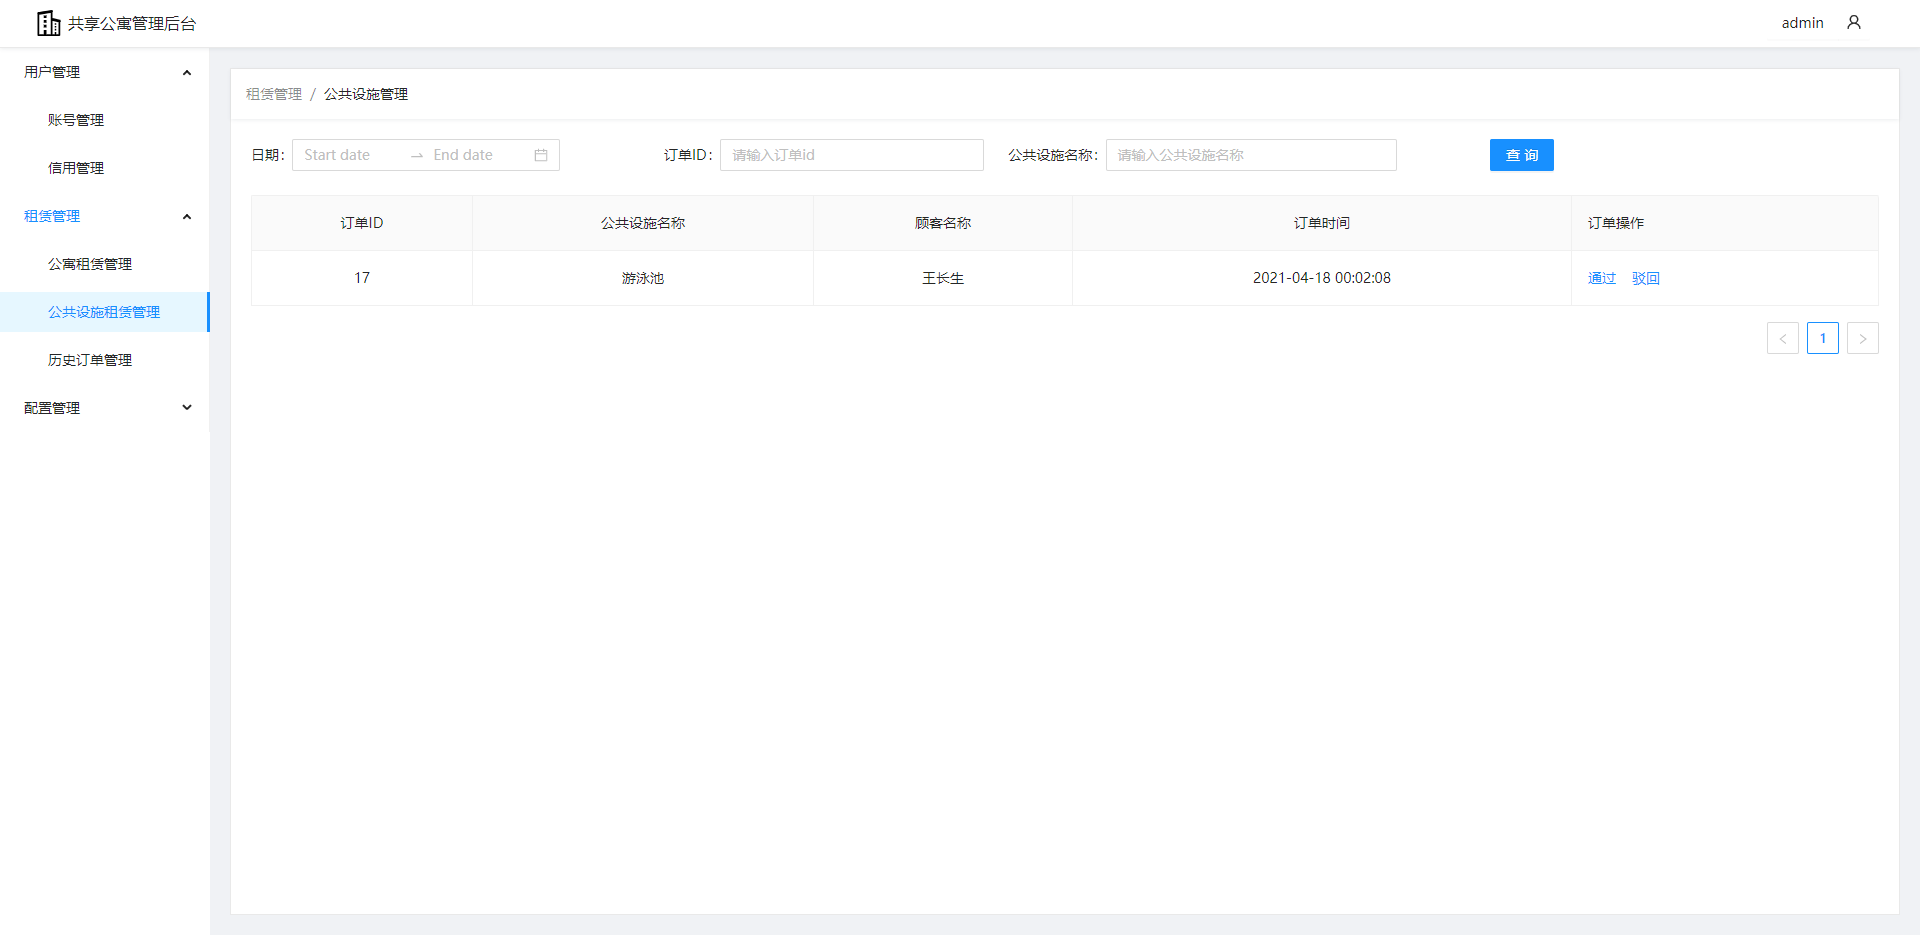 共享公寓管理后台
admin
用户管理
账号管理
信用管理
租赁管理
公寓租赁管理
公共设施租赁管理
历史订单管理
配置管理
租赁管理 / 公共设施管理
日期: Start date → End date 订单ID: 请输入订单id 公共设施名称: 请输入公共设施名称 查 询
订单ID 公共设施名称 顾客名称 订单时间 订单操作
17 游泳池 王长生 2021-04-18 00:02:08 通过 驳回
< 1 >